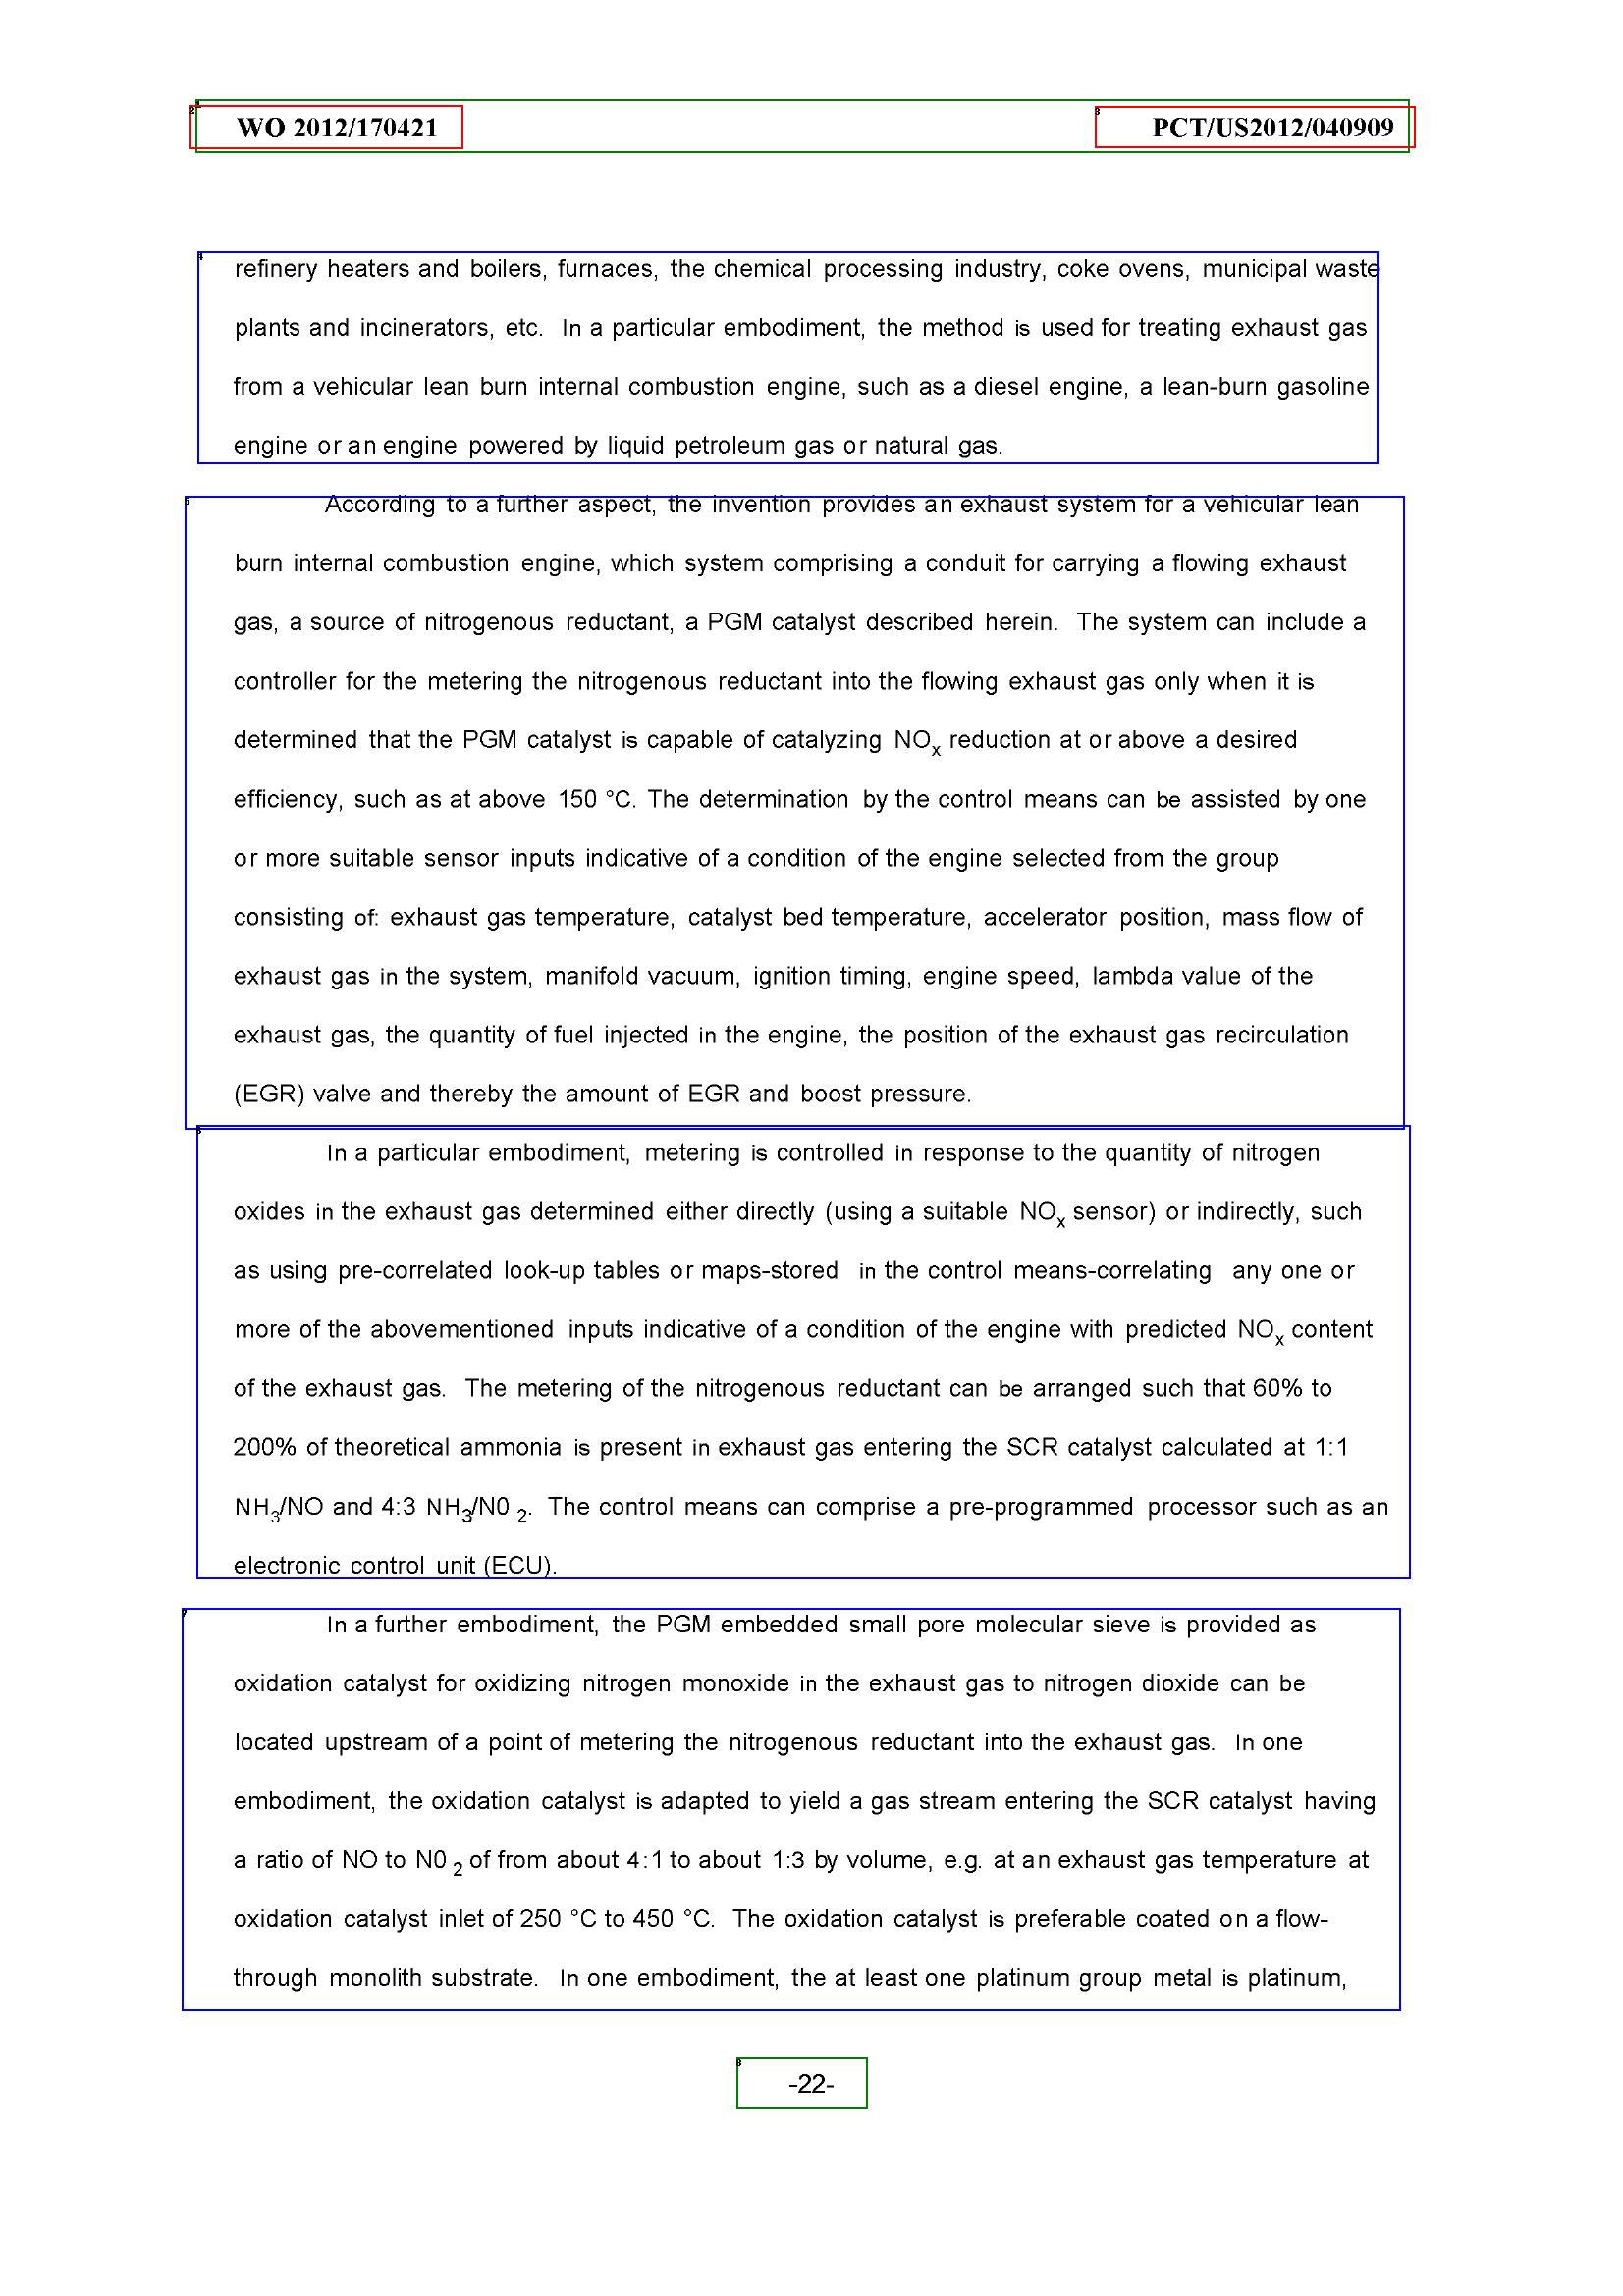 WO 2012/170421 PCT/US2012/040909
refinery heaters and boilers, furnaces, the chemical processing industry, coke ovens, municipal waste
plants and incinerators, etc. In a particular embodiment, the method is used for treating exhaust gas
from a vehicular lean burn internal combustion engine, such as a diesel engine, a lean-burn gasoline
engine or an engine powered by liquid petroleum gas or natural gas.
According to a further aspect, the invention provides an exhaust system for a vehicular lean
burn internal combustion engine, which system comprising a conduit for carrying a flowing exhaust
gas, a source of nitrogenous reductant, a PGM catalyst described herein. The system can include a
controller for the metering the nitrogenous reductant into the flowing exhaust gas only when it is
determined that the PGM catalyst is capable of catalyzing NOx reduction at or above a desired
efficiency, such as at above 150 °C. The determination by the control means can be assisted by one
or more suitable sensor inputs indicative of a condition of the engine selected from the group
consisting of: exhaust gas temperature, catalyst bed temperature, accelerator position, mass flow of
exhaust gas in the system, manifold vacuum, ignition timing, engine speed, lambda value of the
exhaust gas, the quantity of fuel injected in the engine, the position of the exhaust gas recirculation
(EGR) valve and thereby the amount of EGR and boost pressure.
In a particular embodiment, metering is controlled in response to the quantity of nitrogen
oxides in the exhaust gas determined either directly (using a suitable NOx sensor) or indirectly, such
as using pre-correlated look-up tables or maps-stored in the control means-correlating any one or
more of the abovementioned inputs indicative of a condition of the engine with predicted NOx content
of the exhaust gas. The metering of the nitrogenous reductant can be arranged such that 60% to
200% of theoretical ammonia is present in exhaust gas entering the SCR catalyst calculated at 1:1
NH3/NO and 4:3 NH3/N0 2. The control means can comprise a pre-programmed processor such as an
electronic control unit (ECU).
In a further embodiment, the PGM embedded small pore molecular sieve is provided as
oxidation catalyst for oxidizing nitrogen monoxide in the exhaust gas to nitrogen dioxide can be
located upstream of a point of metering the nitrogenous reductant into the exhaust gas. In one
embodiment, the oxidation catalyst is adapted to yield a gas stream entering the SCR catalyst having
a ratio of NO to N0 2 of from about 4:1 to about 1:3 by volume, e.g. at an exhaust gas temperature at
oxidation catalyst inlet of 250 °C to 450 °C. The oxidation catalyst is preferable coated on a flow-
through monolith substrate. In one embodiment, the at least one platinum group metal is platinum,
-22-